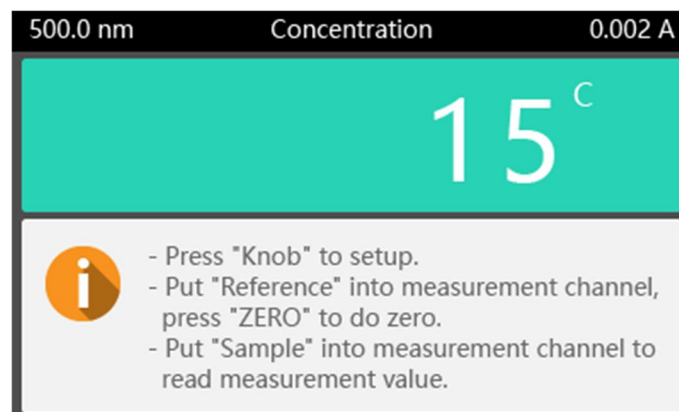 500.0 nm Concentration 0.002 A
15 C
- Press "Knob" to setup.
- Put "Reference" into measurement channel,
press "ZERO" to do zero.
- Put "Sample" into measurement channel to
read measurement value.